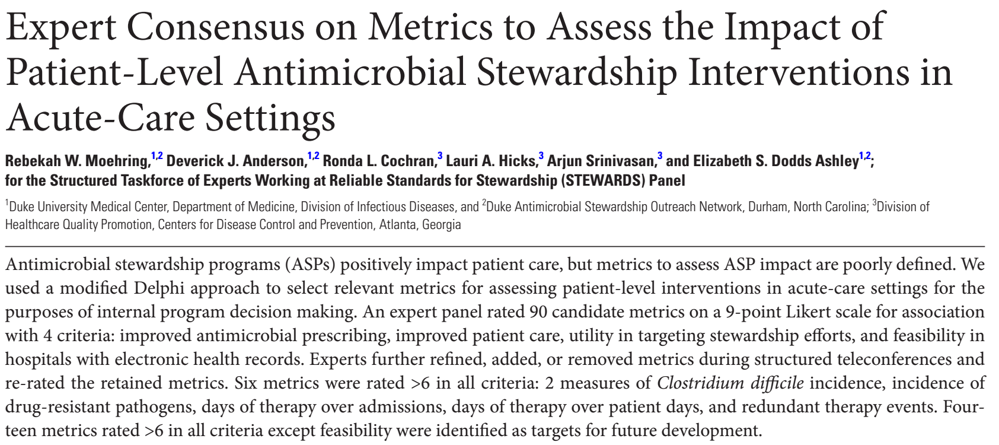 Expert Consensus on Metrics to Assess the Impact of
Patient-Level Antimicrobial Stewardship Interventions in
Acute-Care Settings
Rebekah W. Moehring,1,2 Deverick J. Anderson,1,2 Ronda L. Cochran,3 Lauri A. Hicks,3 Arjun Srinivasan,3 and Elizabeth S. Dodds Ashley1,2;
for the Structured Taskforce of Experts Working at Reliable Standards for Stewardship (STEWARDS) Panel
1Duke University Medical Center, Department of Medicine, Division of Infectious Diseases, and 2Duke Antimicrobial Stewardship Outreach Network, Durham, North Carolina; 3Division of
Healthcare Quality Promotion, Centers for Disease Control and Prevention, Atlanta, Georgia
Antimicrobial stewardship programs (ASPs) positively impact patient care, but metrics to assess ASP impact are poorly defined. We
used a modified Delphi approach to select relevant metrics for assessing patient-level interventions in acute-care settings for the
purposes of internal program decision making. An expert panel rated 90 candidate metrics on a 9-point Likert scale for association
with 4 criteria: improved antimicrobial prescribing, improved patient care, utility in targeting stewardship efforts, and feasibility in
hospitals with electronic health records. Experts further refined, added, or removed metrics during structured teleconferences and
re-rated the retained metrics. Six metrics were rated >6 in all criteria: 2 measures of Clostridium difficile incidence, incidence of
drug-resistant pathogens, days of therapy over admissions, days of therapy over patient days, and redundant therapy events. Four-
teen metrics rated >6 in all criteria except feasibility were identified as targets for future development.